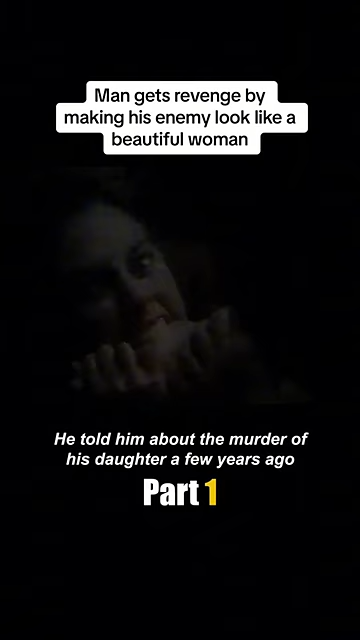 Man gets revenge by
making his enemy look like a
beautiful woman
He told him about the murder of
his daughter a few years ago
Part 1